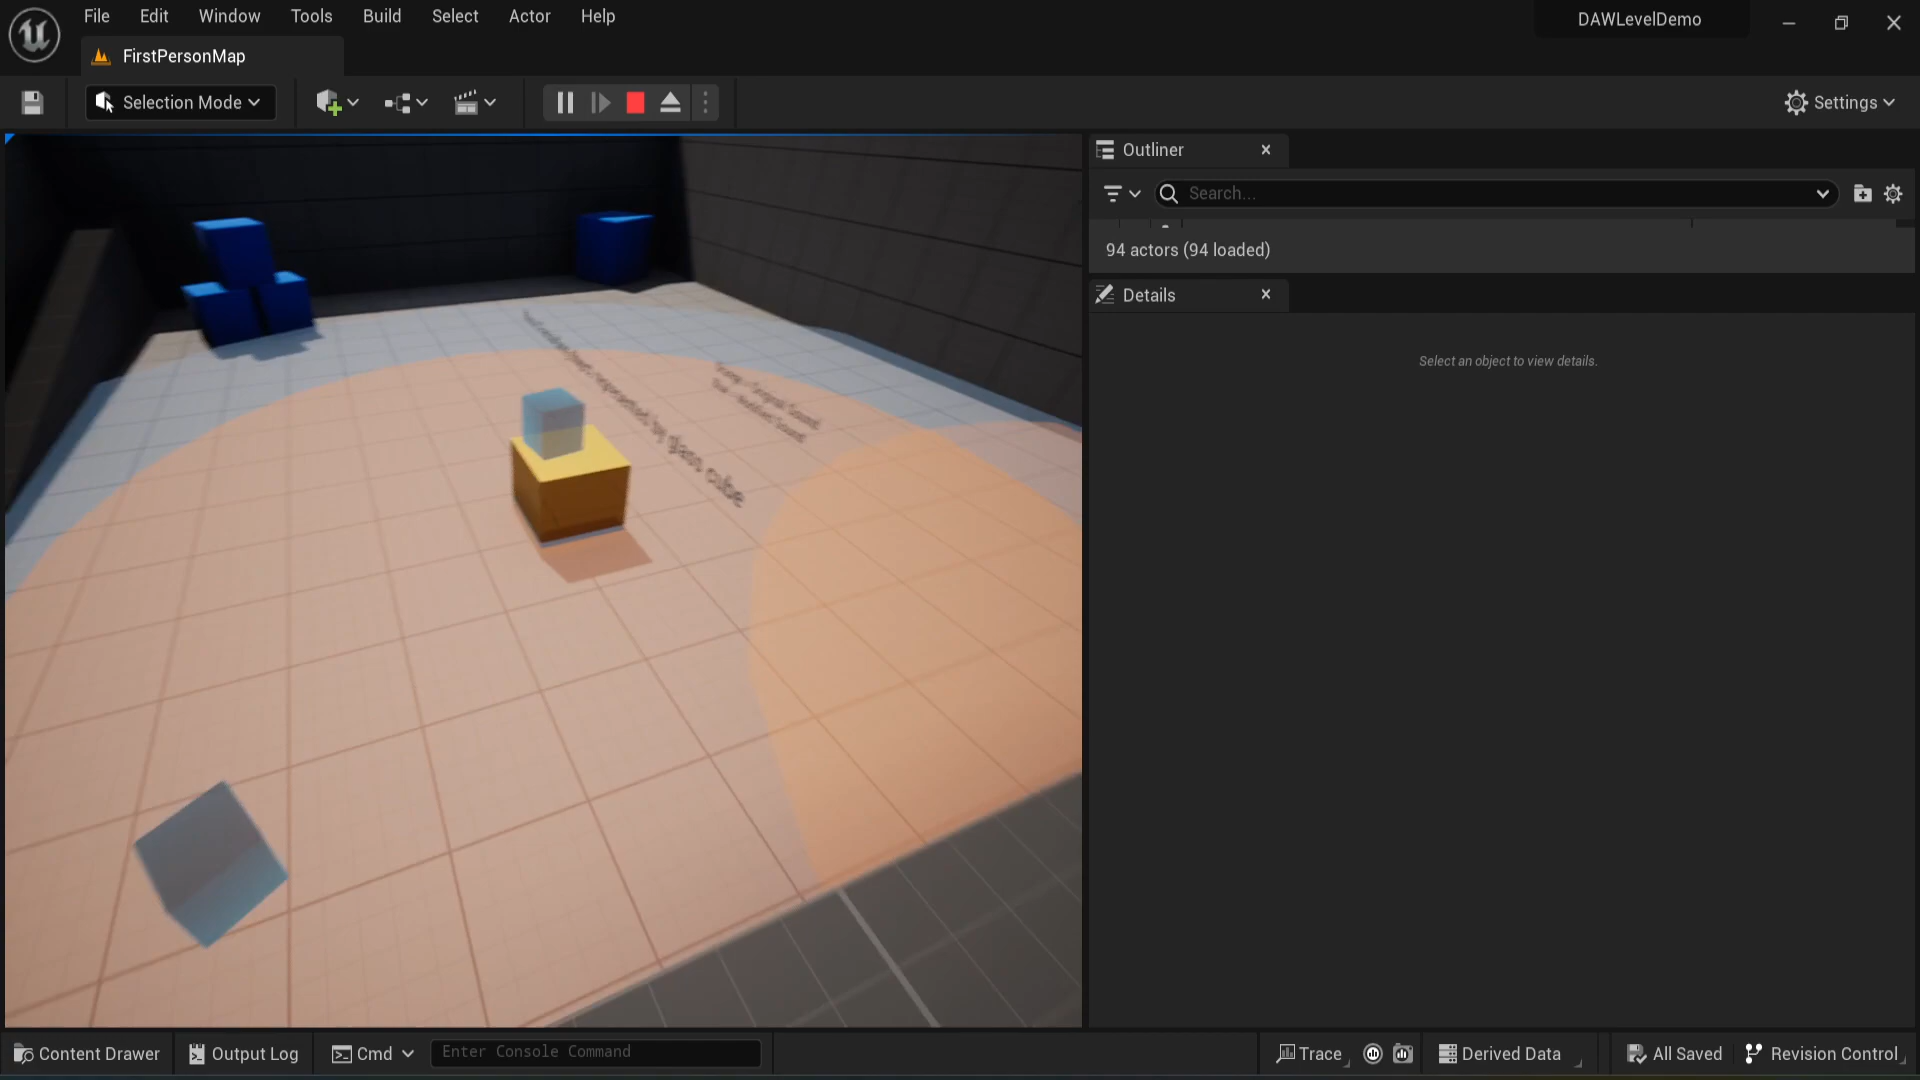 File Edit Window Tools Build Select Actor Help
DAWLevelDemo
FirstPersonMap
Selection Mode
Settings
Outliner
Search...
94 actors (94 loaded)
Details
Select an object to view details.
glass cube
Content Drawer
Output Log
Cmd
Enter Console Command
Trace
Derived Data
All Saved
Revision Control